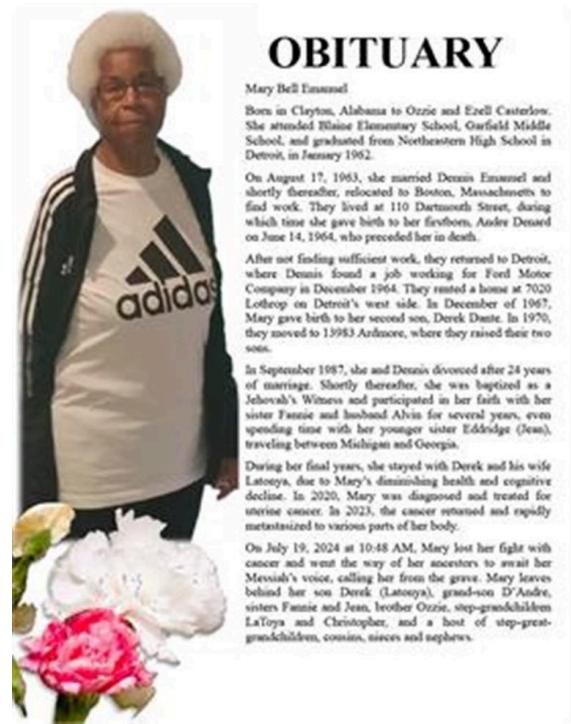 OBITUARY
Mary Bell Emanuel
Born in Clayton, Alabama to Ozzie and Ezell Casterlow.
She attended Blaine Elementary School, Garfield Middle
School, and graduated from Northeastern High School in
Detroit, in January 1962.
On August 17, 1963, she married Dennis Emanuel and
shortly thereafter, relocated to Boston, Massachusetts to
find work. They lived at 110 Dartmouth Street, during
which time she gave birth to her firstborn, Andre Denard
on June 14, 1964, who preceded her in death.
After not finding sufficient work, they returned to Detroit,
where Dennis found a job working for Ford Motor
Company in December 1964. They rented a home at 7020
Lothrop on Detroit's west side. In December of 1967,
Mary gave birth to her second son, Derek Dante. In 1970,
they moved to 13983 Ardmore, where they raised their two
sons.
In September 1987, she and Dennis divorced after 24 years
of marriage. Shortly thereafter, she was baptized as a
Jehovah's Witness and participated in her faith with her
sister Fannie and husband Alvin for several years, even
spending time with her younger sister Eddridge (Jean),
traveling between Michigan and Georgia.
During her final years, she stayed with Derek and his wife
Latonya, due to Mary's diminishing health and cognitive
decline. In 2020, Mary was diagnosed and treated for
uterine cancer. In 2023, the cancer returned and rapidly
metastasized to various parts of her body.
On July 19, 2024 at 10:48 AM, Mary lost her fight with
cancer and went the way of her ancestors to await her
Messiah's voice, calling her from the grave. Mary leaves
behind her son Derek (Latonya), grand-son D'Andre,
sisters Fannie and Jean, brother Ozzie, step-grandchildren
LaToya and Christopher, and a host of step-great-
grandchildren, cousins, nieces and nephews.
adidas